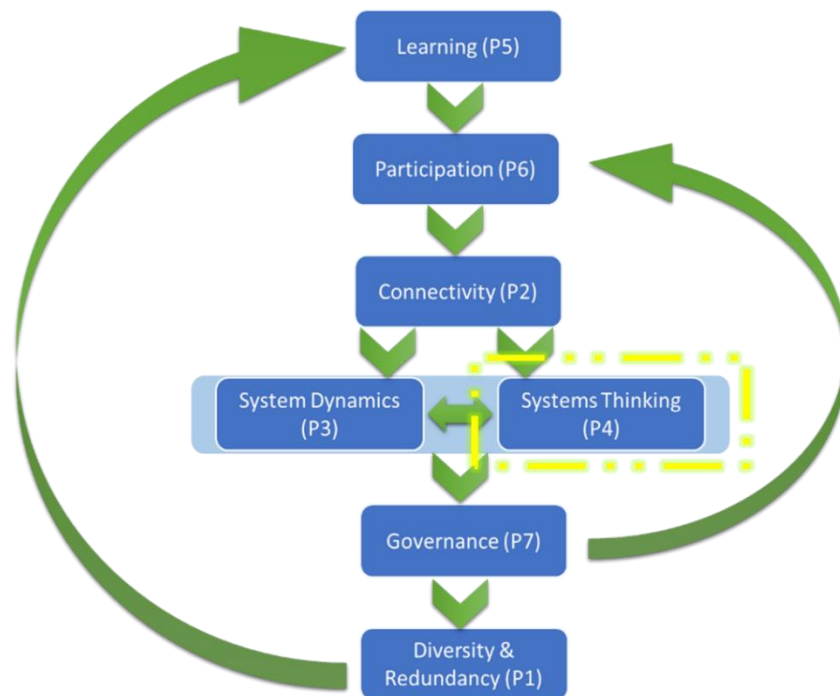 Learning (P5)
Participation (P6)
Connectivity (P2)
System Dynamics
(P3)
Systems Thinking
(P4)
Governance (P7)
Diversity &
Redundancy (P1)